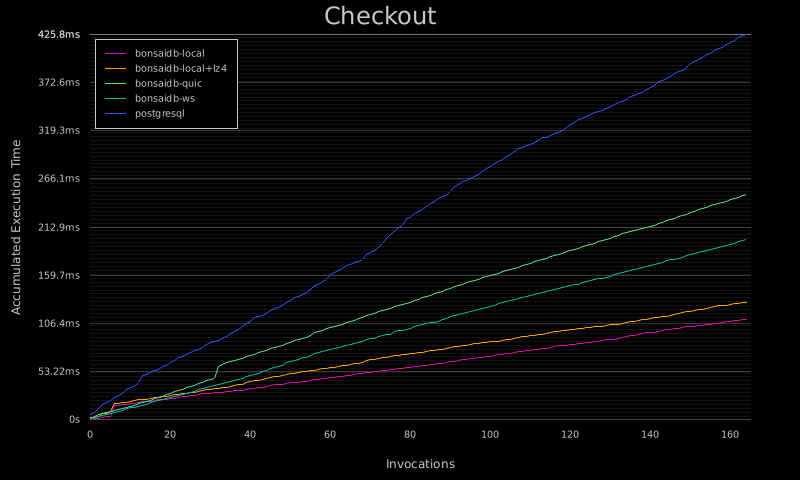 Checkout
425.8ms
372.6ms
319.3ms
266.1ms
212.9ms
159.7ms
106.4ms
53.22ms
0s
bonsaidb-local
bonsaidb-local+lz4
bonsaidb-quic
bonsaidb-ws
postgresql
Accumulated Execution Time
0 20 40 60 80 100 120 140 160
Invocations